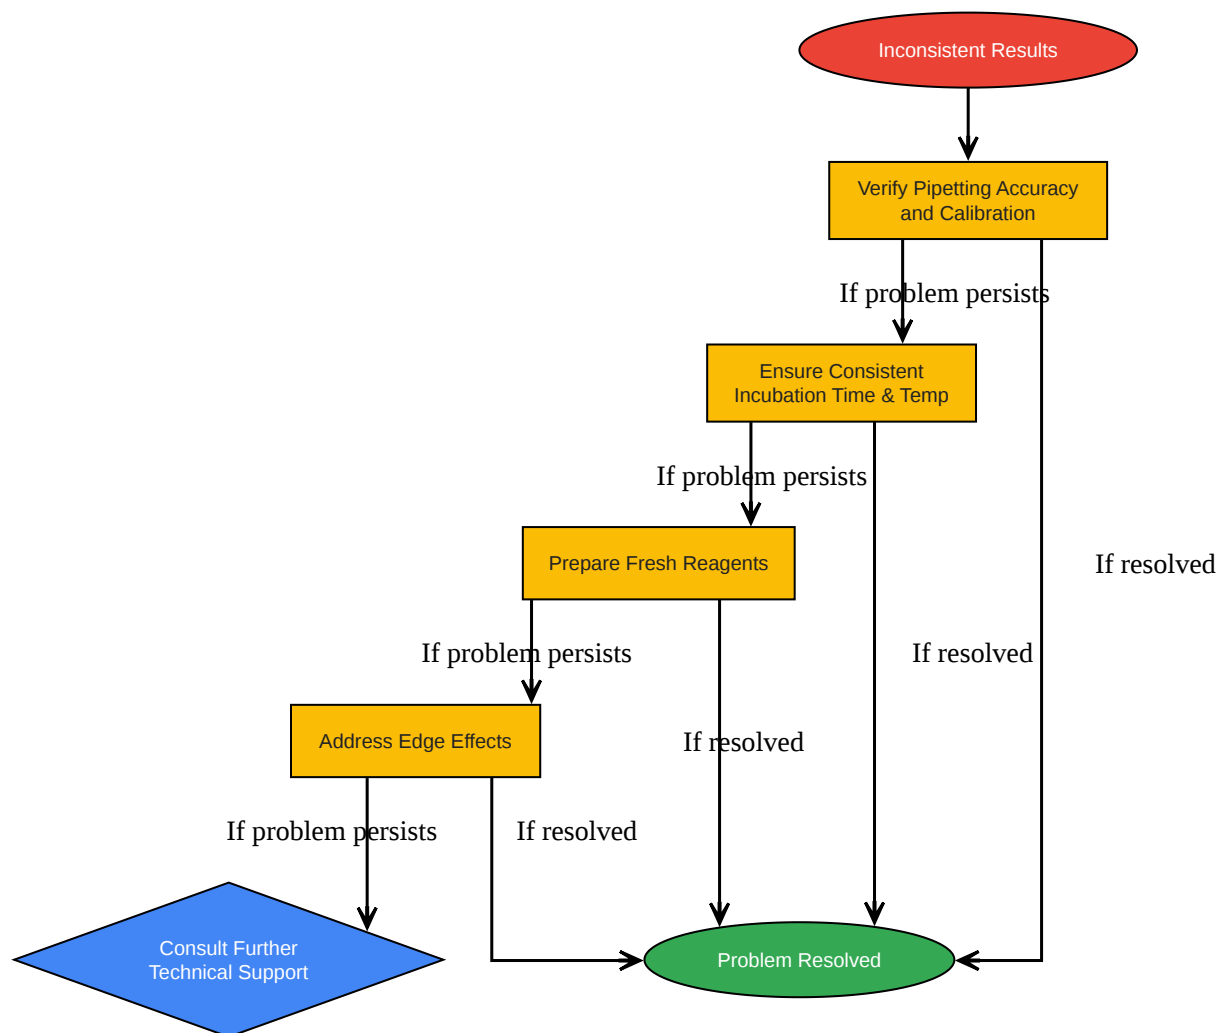 Inconsistent Results
Verify Pipetting Accuracy
and Calibration
If problem persists
Ensure Consistent
Incubation Time & Temp
If problem persists
Prepare Fresh Reagents
If resolved
If problem persists
If resolved
Address Edge Effects
If resolved
If problem persists
If resolved
Consult Further
Technical Support
Problem Resolved